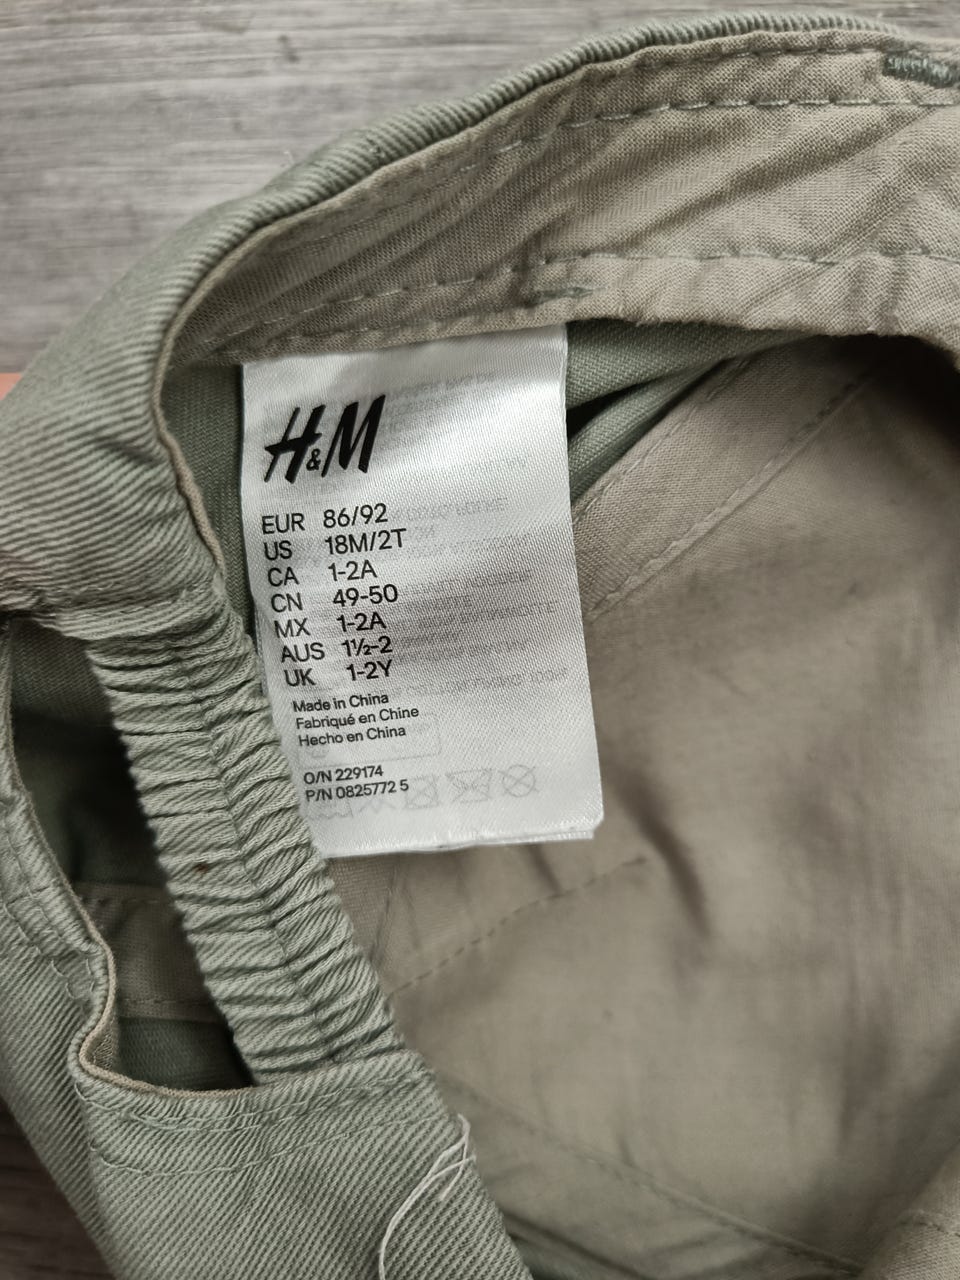 H&M
EUR 86/92
US 18M/2T
CA 1-2A
CN 49-50
MX 1-2A
AUS 1½-2
UK 1-2Y
Made in China
Fabriqué en Chine
Hecho en China
O/N 229174
P/N 0825772 5